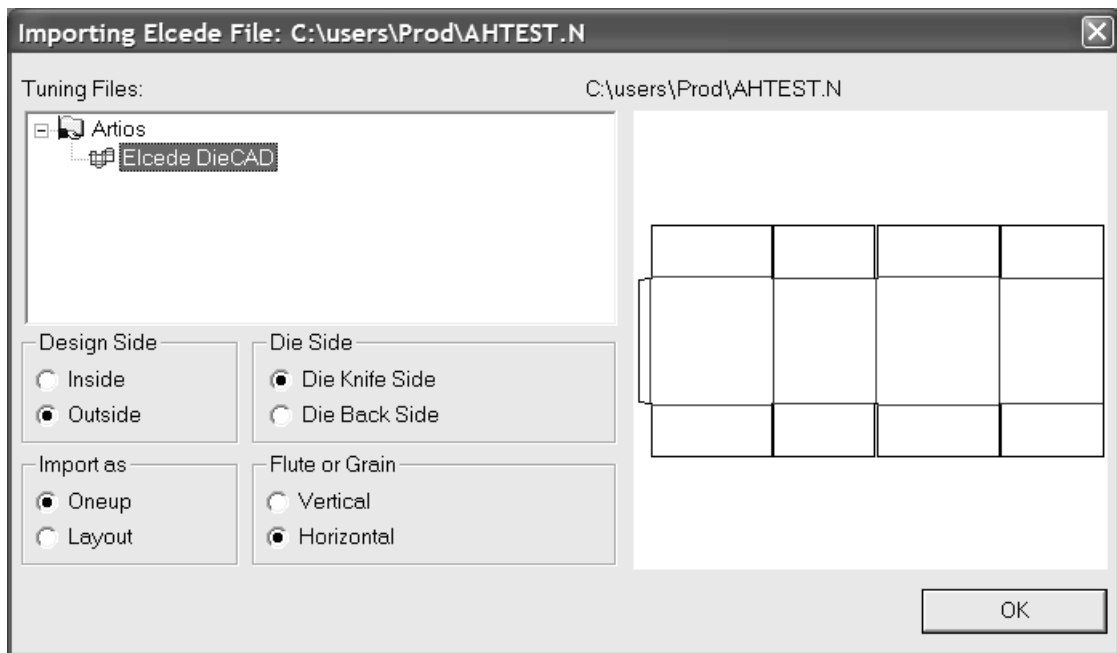 Importing Elcede File: C:\users\Prod\AHTEST.N
Tuning Files:
C:\users\Prod\AHTEST.N
Artios
Elcede DieCAD
Design Side
Inside
Outside
Die Side
Die Knife Side
Die Back Side
Import as
Oneup
Layout
Flute or Grain
Vertical
Horizontal
OK